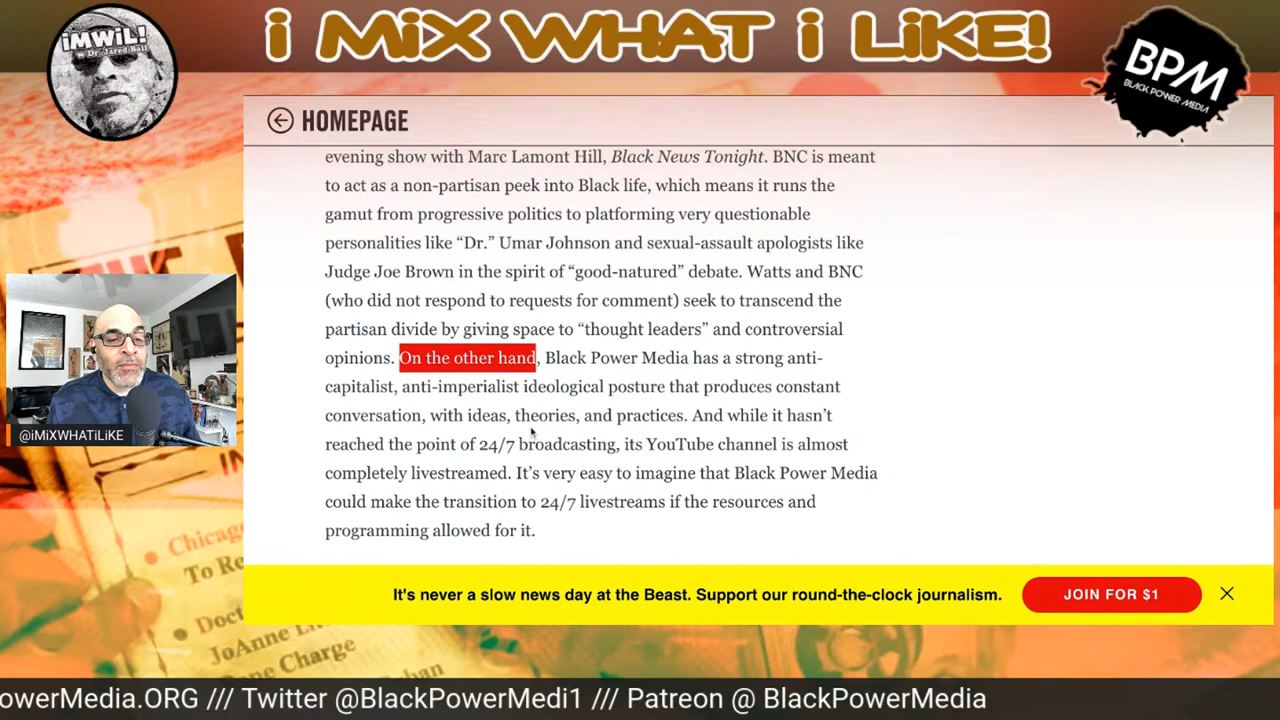 i MiX WHAT i LiKE!
iMWiL!
w Dr. Jared Ball
BPM
BLACK POWER MEDIA
HOMEPAGE
evening show with Marc Lamont Hill, Black News Tonight. BNC is meant
to act as a non-partisan peek into Black life, which means it runs the
gamut from progressive politics to platforming very questionable
personalities like “Dr.” Umar Johnson and sexual-assault apologists like
Judge Joe Brown in the spirit of “good-natured” debate. Watts and BNC
(who did not respond to requests for comment) seek to transcend the
partisan divide by giving space to “thought leaders” and controversial
opinions. On the other hand, Black Power Media has a strong anti-
capitalist, anti-imperialist ideological posture that produces constant
conversation, with ideas, theories, and practices. And while it hasn’t
reached the point of 24/7 broadcasting, its YouTube channel is almost
completely livestreamed. It’s very easy to imagine that Black Power Media
could make the transition to 24/7 livestreams if the resources and
programming allowed for it.
@iMiXWHATiLiKE
Chicago
To Re
Doct
JoAnne
Charge
It's never a slow news day at the Beast. Support our round-the-clock journalism.
JOIN FOR $1
owerMedia.ORG /// Twitter @BlackPowerMedi1 /// Patreon @ BlackPowerMedia